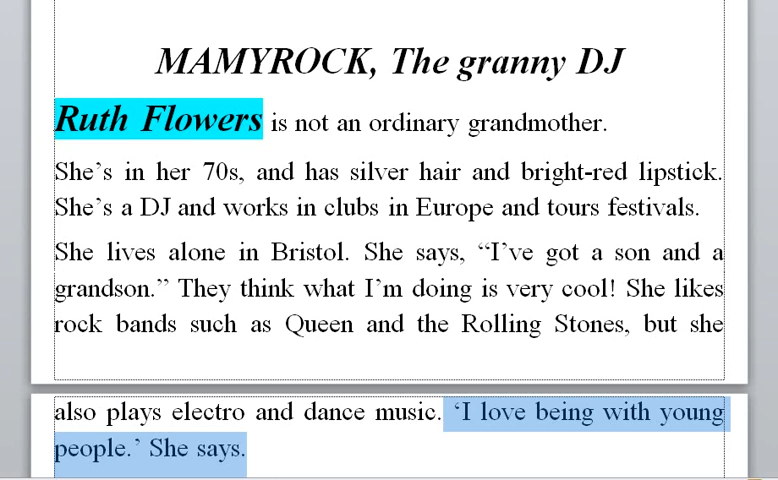 MAMYROCK, The granny DJ
Ruth Flowers is not an ordinary grandmother.
She’s in her 70s, and has silver hair and bright-red lipstick.
She’s a DJ and works in clubs in Europe and tours festivals.
She lives alone in Bristol. She says, “I’ve got a son and a
grandson.” They think what I’m doing is very cool! She likes
rock bands such as Queen and the Rolling Stones, but she
also plays electro and dance music. ‘I love being with young
people.’ She says.